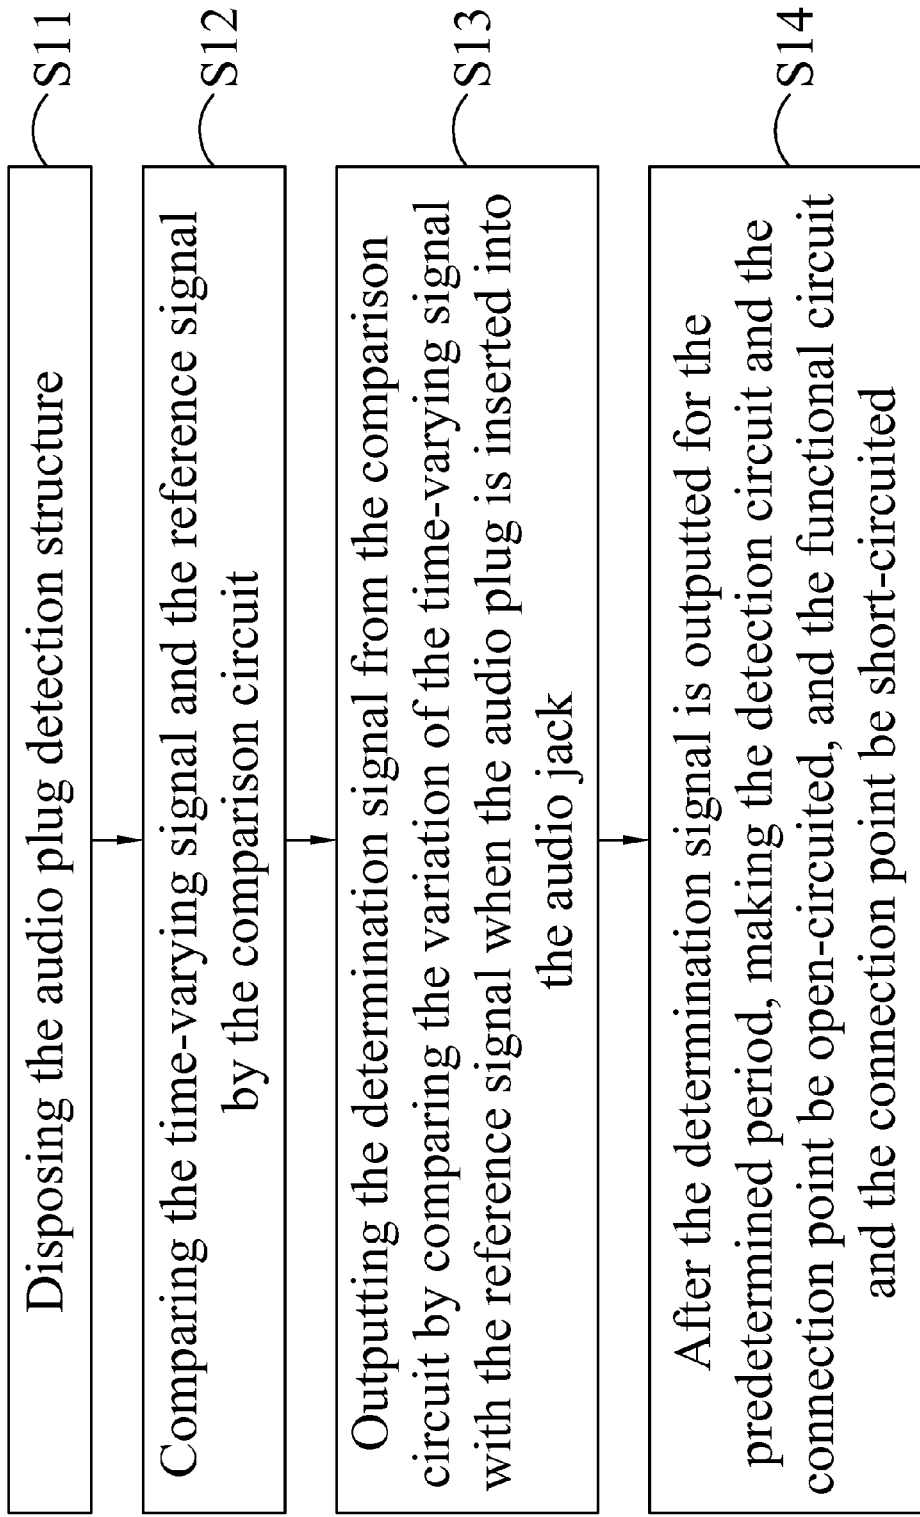 Disposing the audio plug detection structure
S11
Comparing the time-varying signal and the reference signal
by the comparison circuit
S12
Outputting the determination signal from the comparison
circuit by comparing the variation of the time-varying signal
with the reference signal when the audio plug is inserted into
the audio jack
S13
After the determination signal is outputted for the
predetermined period, making the detection circuit and the
connection point be open-circuited, and the functional circuit
and the connection point be short-circuited
S14